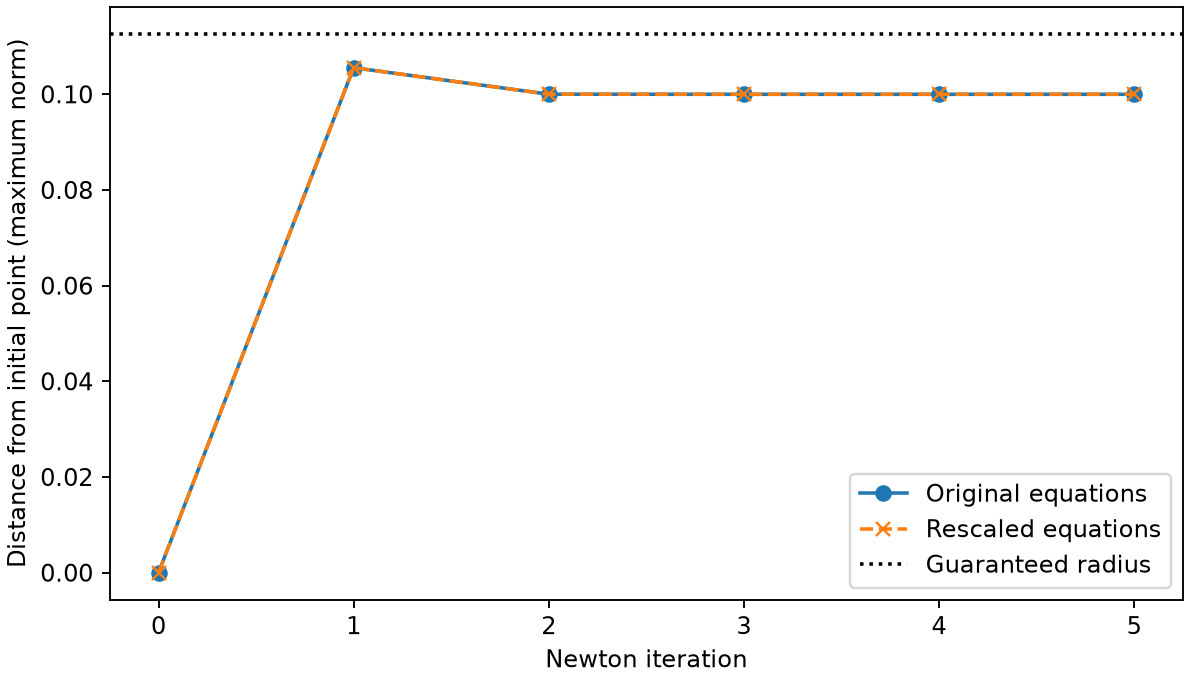 Distance from initial point (maximum norm)
0.10
0.08
0.06
0.04
0.02
0.00
Original equations
Rescaled equations
Guaranteed radius
0 1 2 3 4 5
Newton iteration